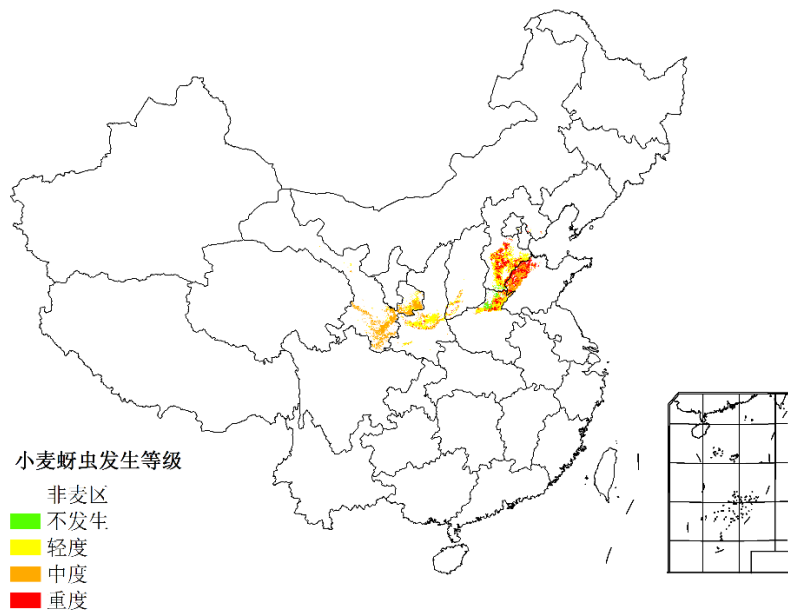 小麦蚜虫发生等级
非麦区
不发生
轻度
中度
重度